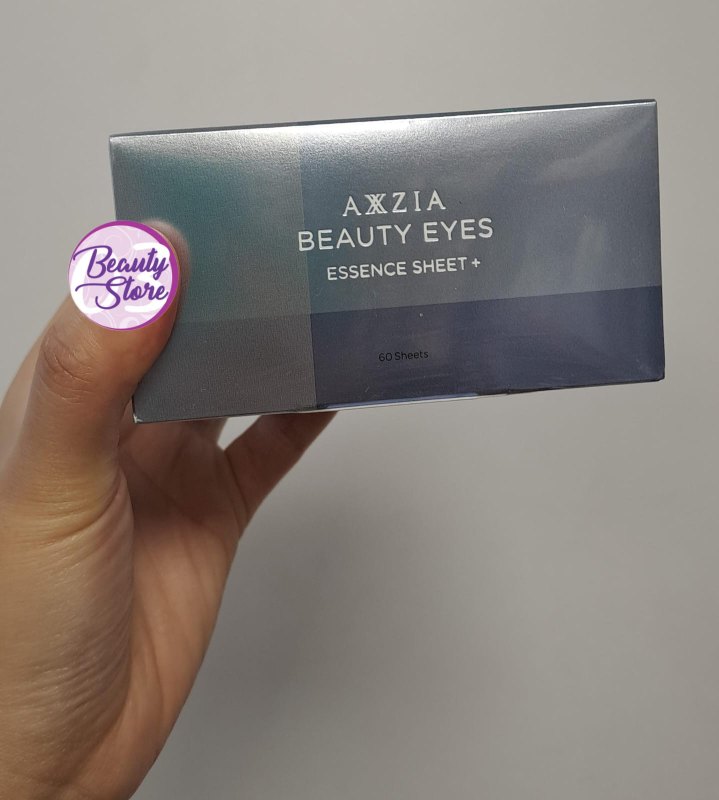 AXXZIA
BEAUTY EYES
ESSENCE SHEET +
60 Sheets
Beauty
Store